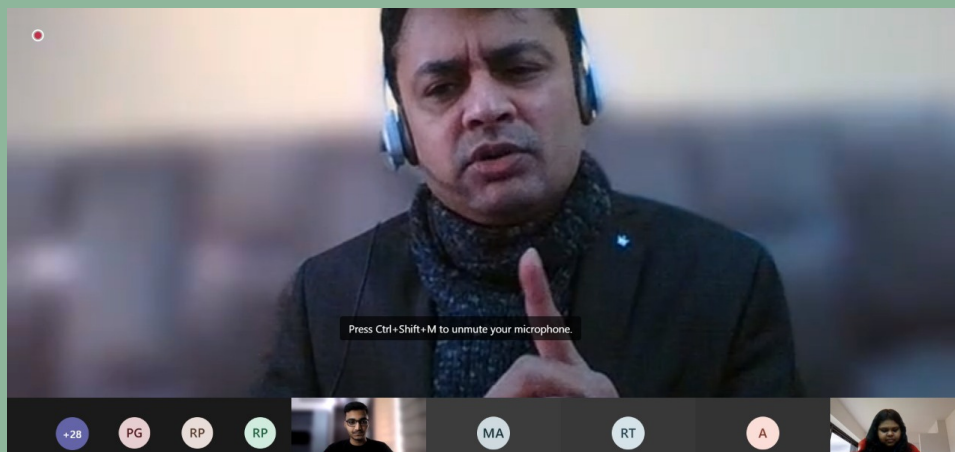 Press Ctrl+Shift+M to unmute your microphone.
+28 PG RP RP MA RT A